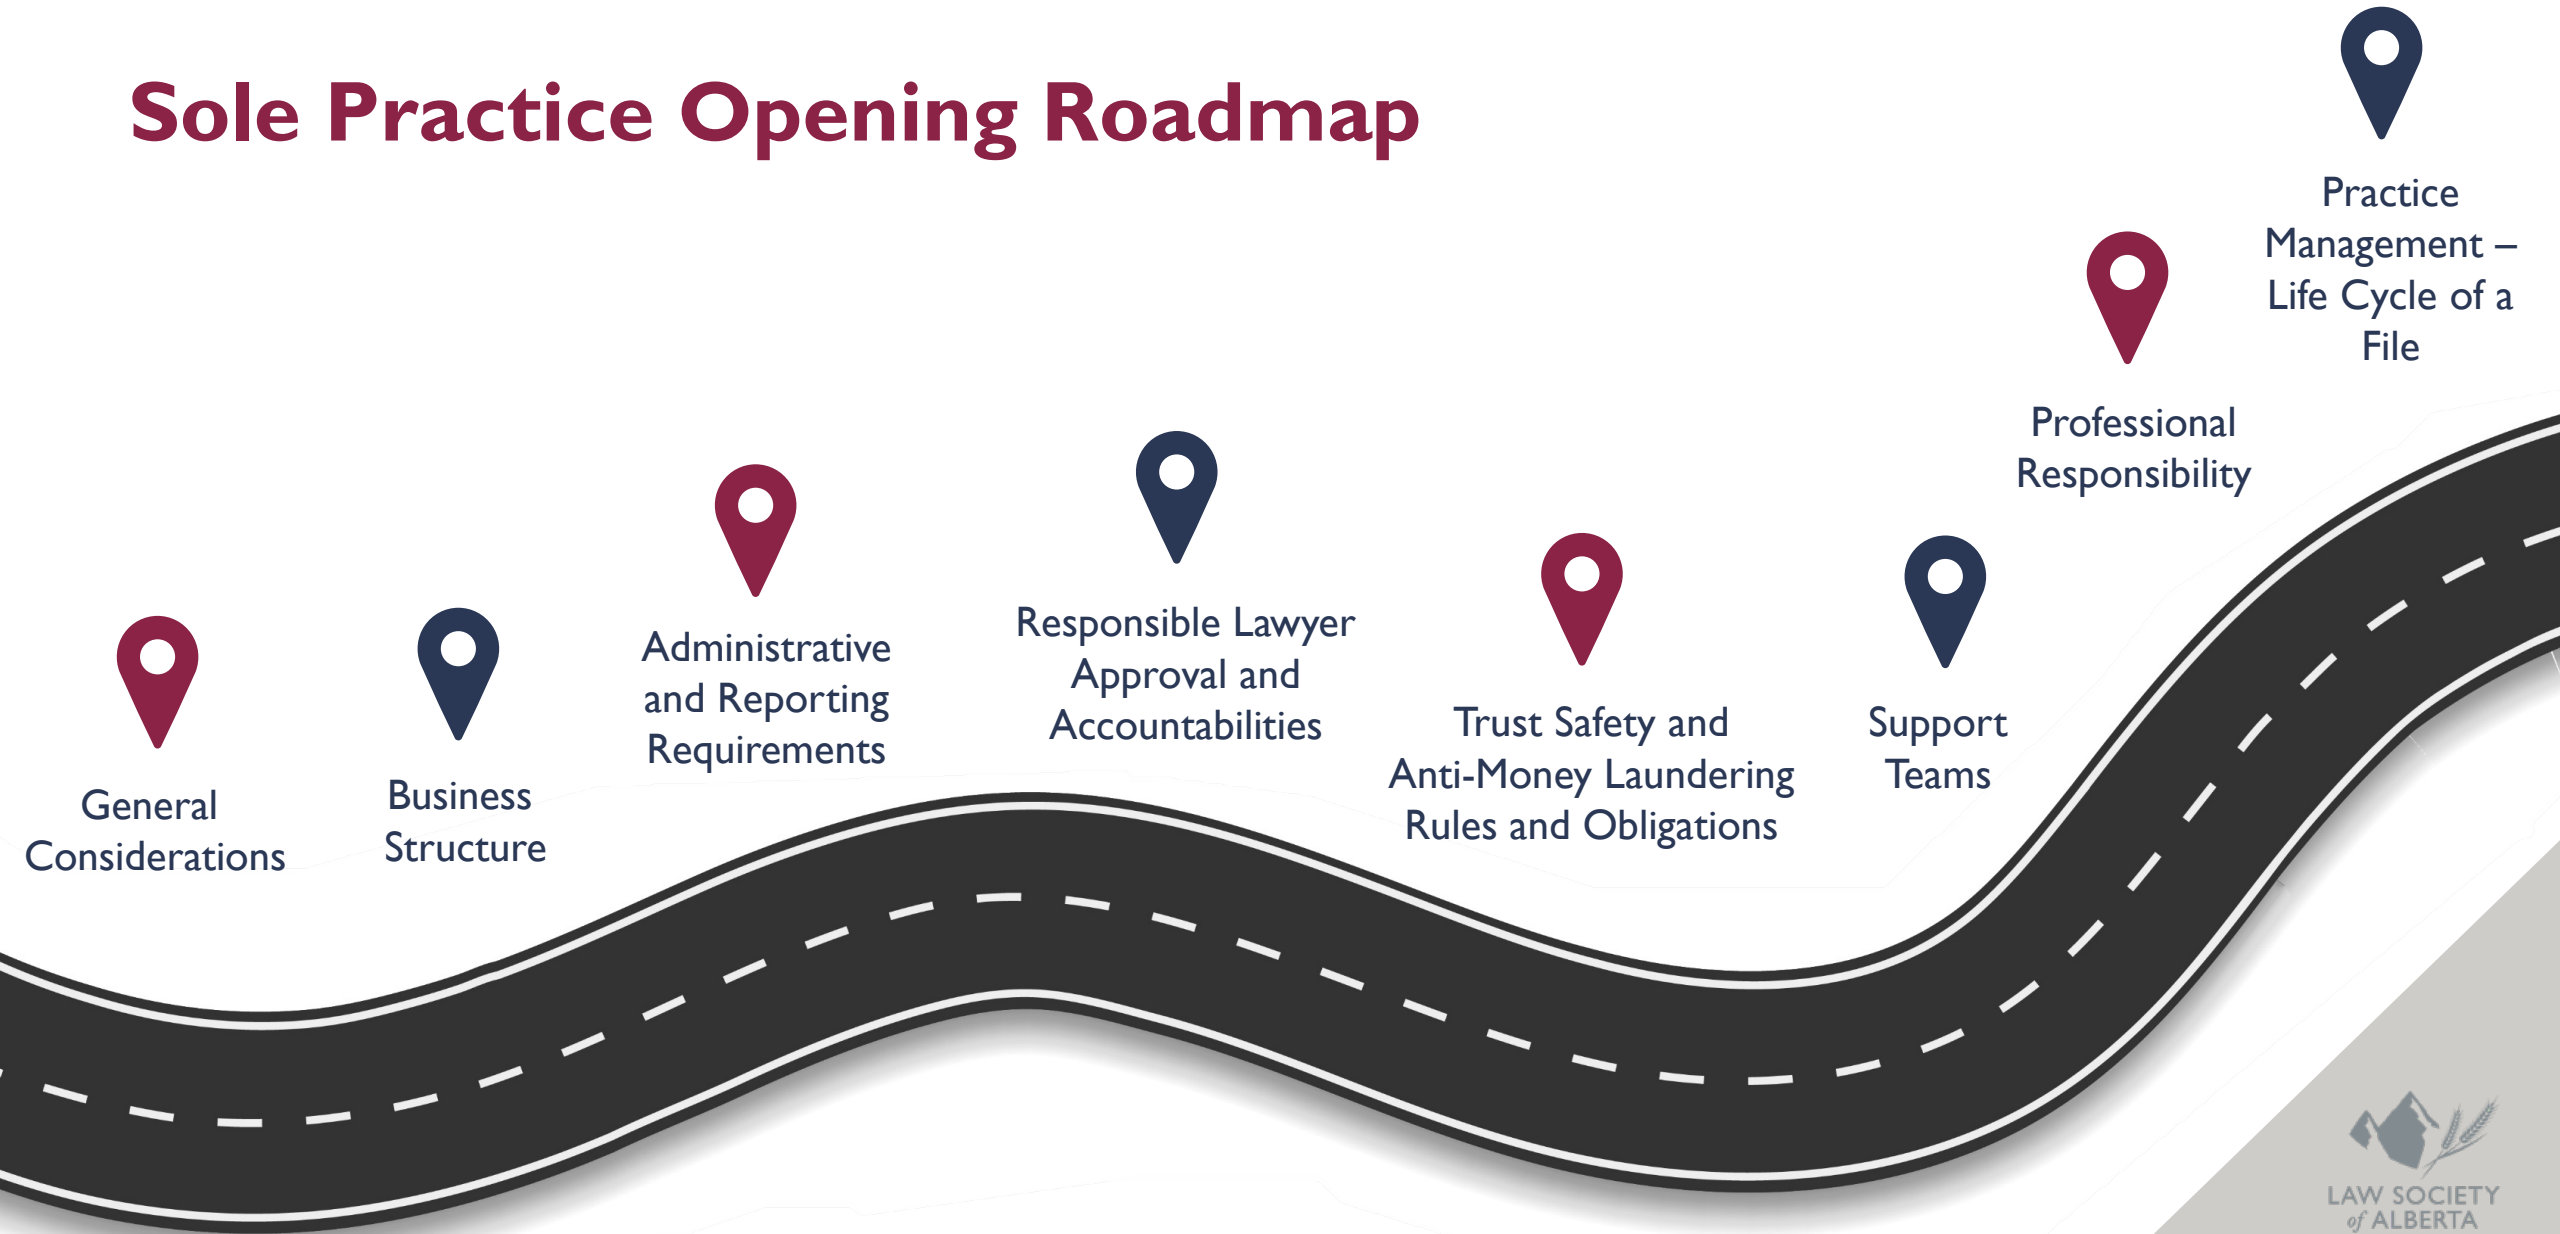 Sole Practice Opening Roadmap
General
Considerations
Business
Structure
Administrative
and Reporting
Requirements
Responsible Lawyer
Approval and
Accountabilities
Trust Safety and
Anti-Money Laundering
Rules and Obligations
Support
Teams
Professional
Responsibility
Practice
Management –
Life Cycle of a
File
LAW SOCIETY
of ALBERTA